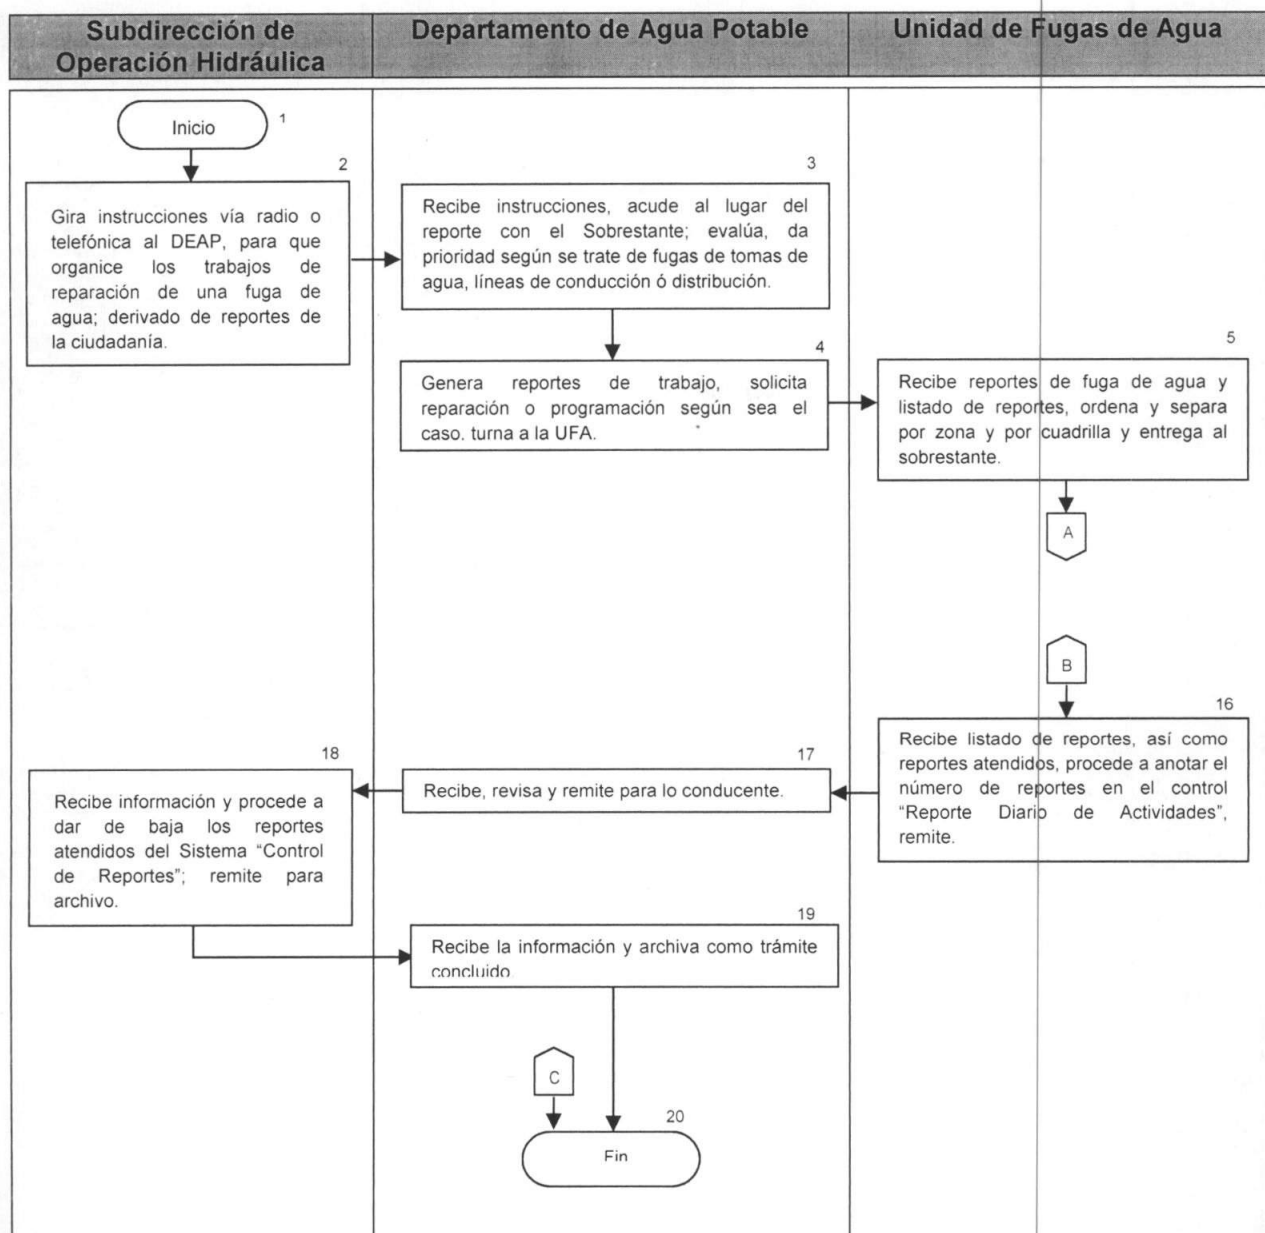 Subdirección de
Operación Hidráulica
Departamento de Agua Potable
Unidad de Fugas de Agua
Inicio
1
2
Gira instrucciones vía radio o
telefónica al DEAP, para que
organice los trabajos de
reparación de una fuga de
agua; derivado de reportes de
la ciudadanía.
3
Recibe instrucciones, acude al lugar del
reporte con el Sobrestante; evalúa, da
prioridad según se trate de fugas de tomas de
agua, líneas de conducción ó distribución.
4
Genera reportes de trabajo, solicita
reparación o programación según sea el
caso. turna a la UFA.
5
Recibe reportes de fuga de agua y
listado de reportes, ordena y separa
por zona y por cuadrilla y entrega al
sobrestante.
A
B
16
Recibe listado de reportes, así como
reportes atendidos, procede a anotar el
número de reportes en el control
“Reporte Diario de Actividades”,
remite.
17
Recibe, revisa y remite para lo conducente.
18
Recibe información y procede a
dar de baja los reportes
atendidos del Sistema “Control
de Reportes”; remite para
archivo.
19
Recibe la información y archiva como trámite
concluido.
C
20
Fin